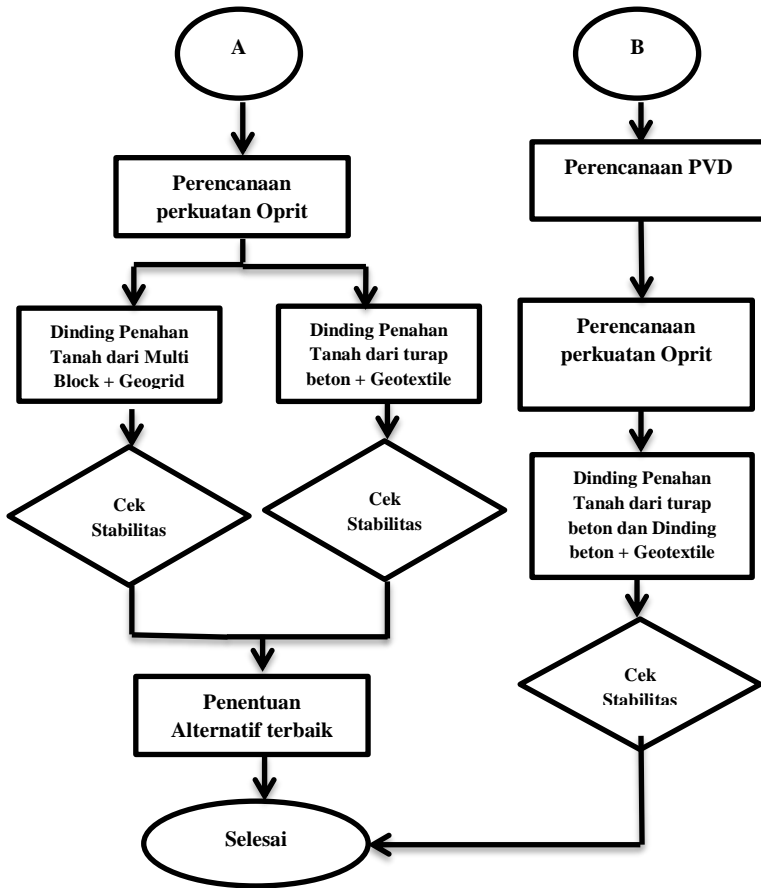 A
Perencanaan
perkuatan Oprit
Dinding Penahan
Tanah dari Multi
Block + Geogrid
Dinding Penahan
Tanah dari turap
beton + Geotextile
Cek
Stabilitas
Cek
Stabilitas
Penentuan
Alternatif terbaik
Selesai
B
Perencanaan PVD
Perencanaan
perkuatan Oprit
Dinding Penahan
Tanah dari turap
beton dan Dinding
beton + Geotextile
Cek
Stabilitas